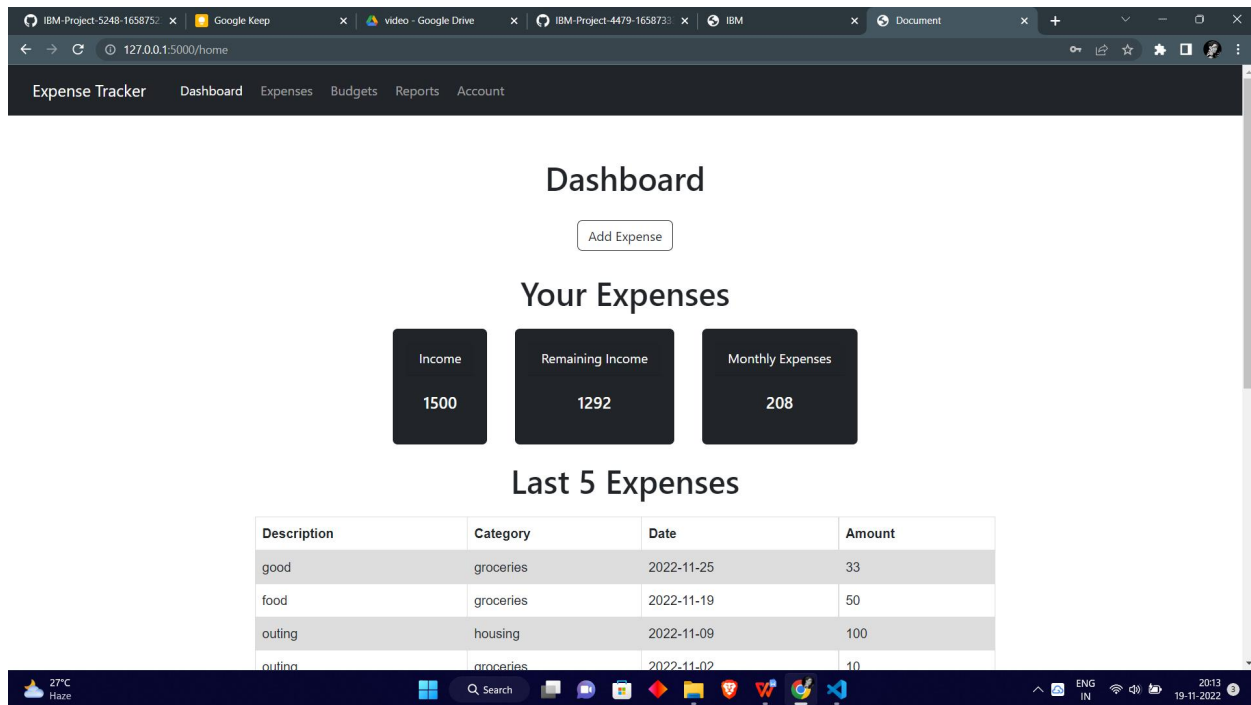 IBM-Project-5248-1658752 Google Keep video - Google Drive IBM-Project-4479-1658733 IBM Document
127.0.0.1:5000/home
Expense Tracker Dashboard Expenses Budgets Reports Account
Dashboard
Add Expense
Your Expenses
Income Remaining Income Monthly Expenses
1500 1292 208
Last 5 Expenses
Description Category Date Amount
good groceries 2022-11-25 33
food groceries 2022-11-19 50
outing housing 2022-11-09 100
outing groceries 2022-11-02 10
27°C
Haze
Search
ENG
IN
20:13
19-11-2022
3